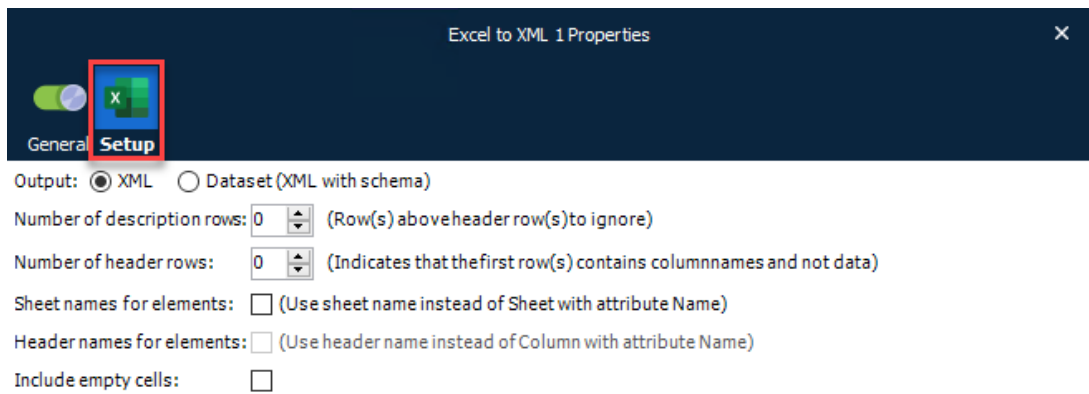 Excel to XML 1 Properties
General Setup
Output: XML Dataset (XML with schema)
Number of description rows: 0 (Row(s) above header row(s) to ignore)
Number of header rows: 0 (Indicates that the first row(s) contains column names and not data)
Sheet names for elements: (Use sheet name instead of Sheet with attribute Name)
Header names for elements: (Use header name instead of Column with attribute Name)
Include empty cells: